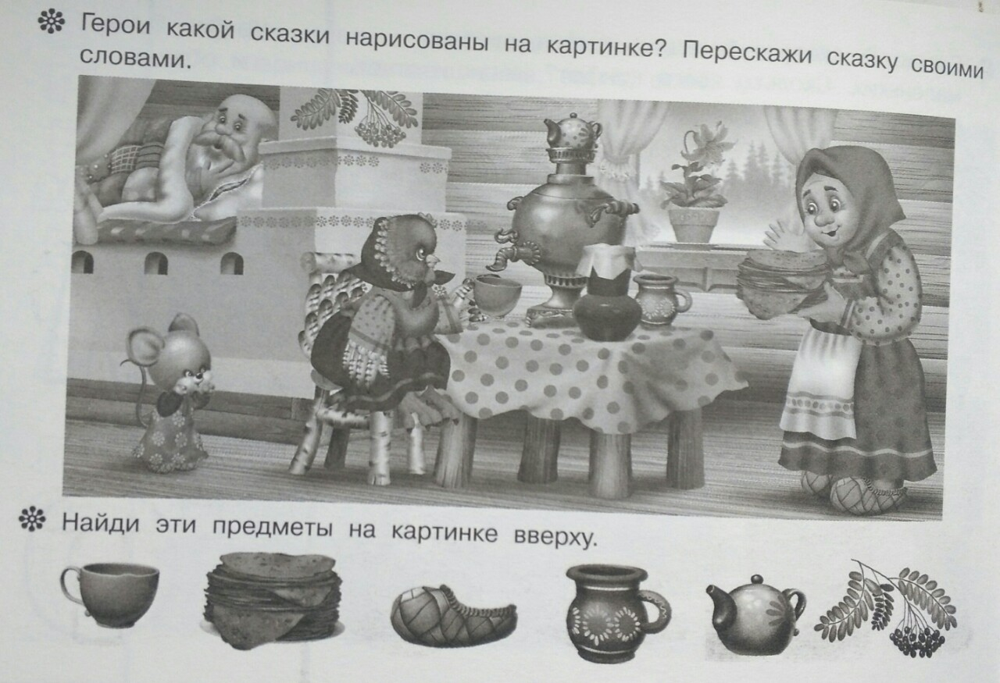 Герои какой сказки нарисованы на картинке? Перескажи сказку своими
словами.
Найди эти предметы на картинке вверху.